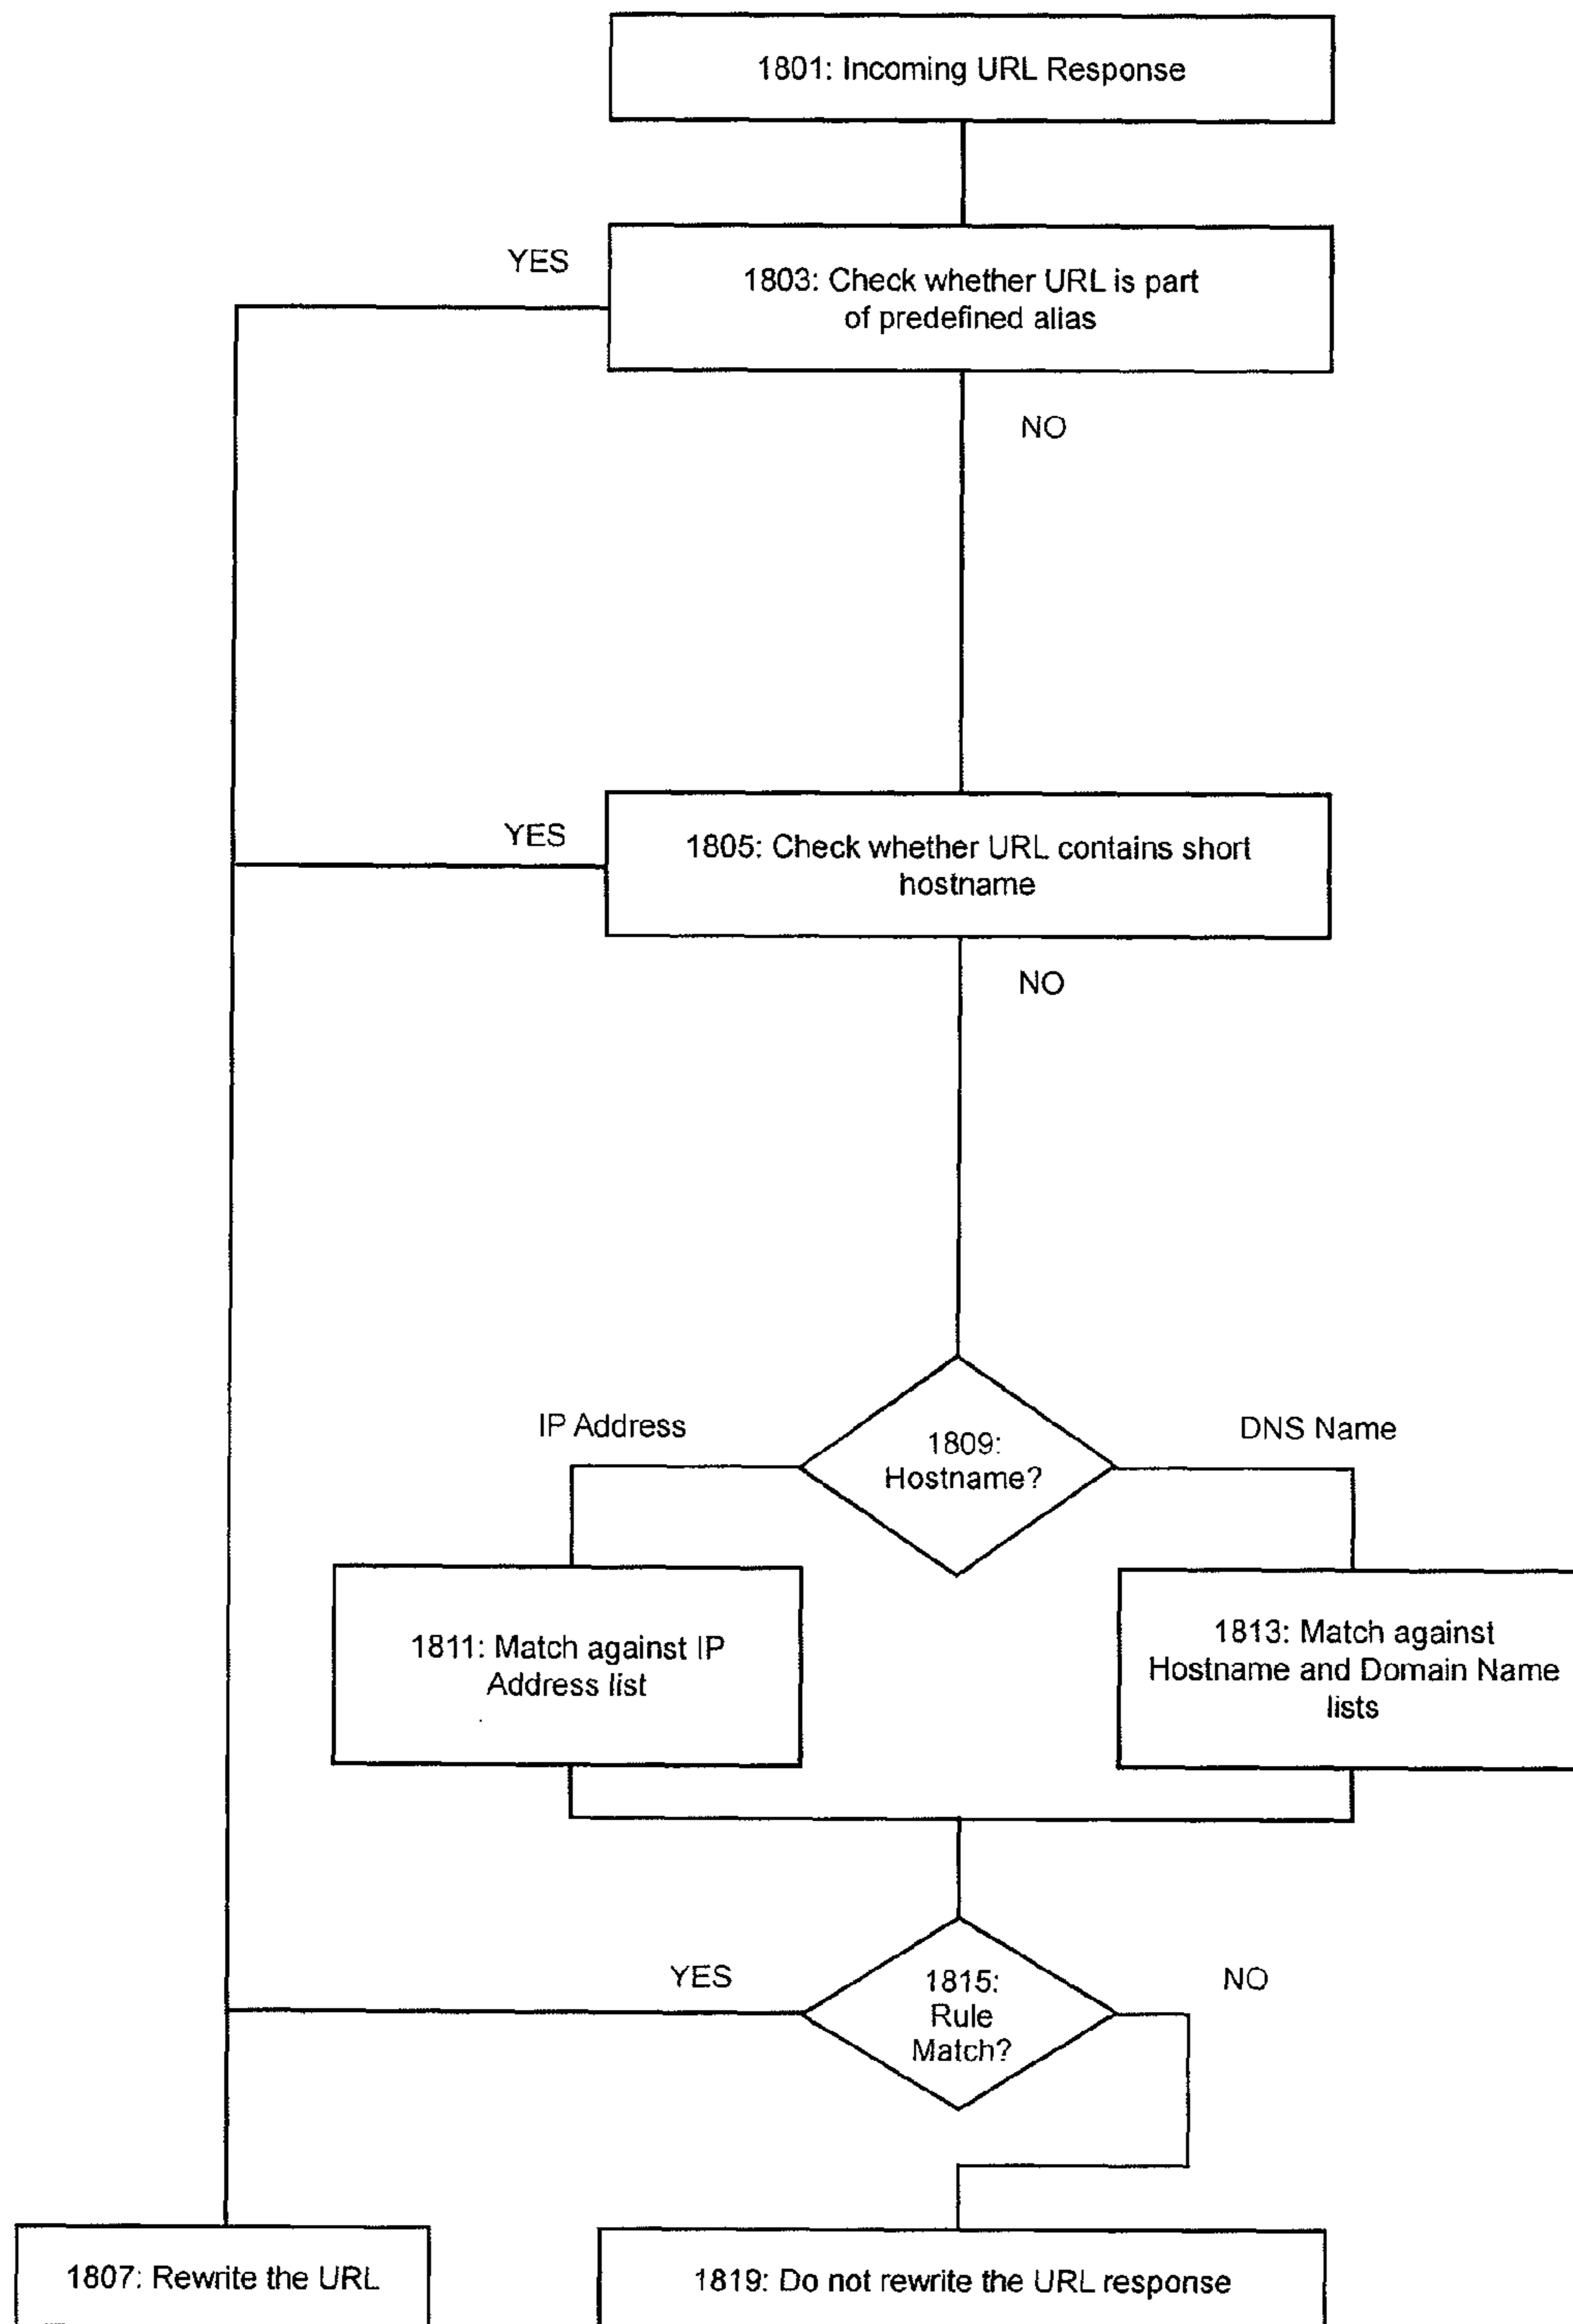 1801: Incoming URL Response
YES
1803: Check whether URL is part
of predefined alias
NO
YES
1805: Check whether URL contains short
hostname
NO
IP Address
1809:
Hostname?
DNS Name
1811: Match against IP
Address list
1813: Match against
Hostname and Domain Name
lists
YES
1815:
Rule
Match?
NO
1807: Rewrite the URL
1819: Do not rewrite the URL response